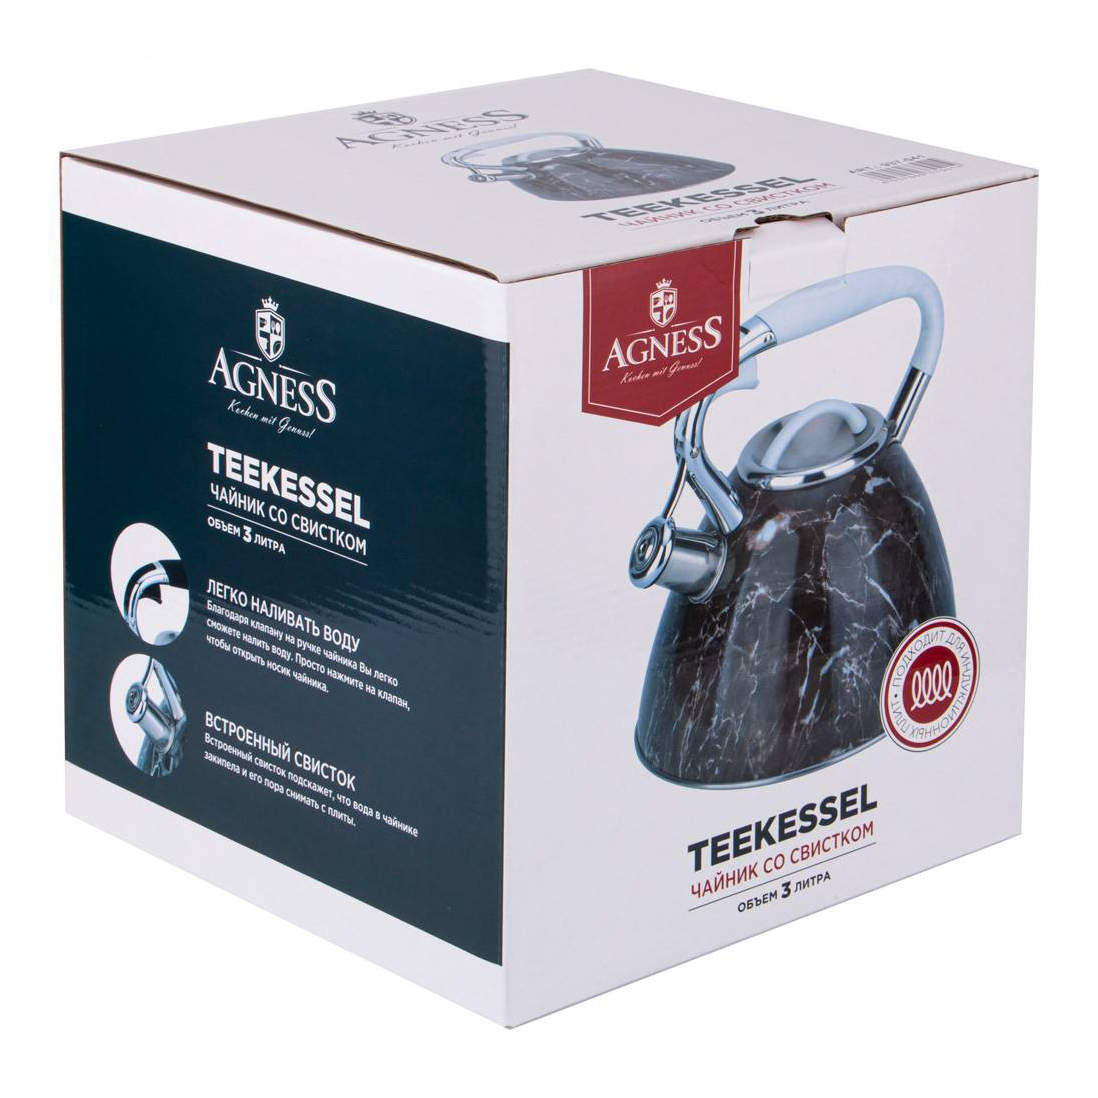 AGNESS
Kochen mit Genuss!
TEEKESSEL
ЧАЙНИК СО СВИСТКОМ
ОБЪЕМ 3 ЛИТРА
АРТ.: 937-841
AGNESS
Kochen mit Genuss!
TEEKESSEL
ЧАЙНИК СО СВИСТКОМ
ОБЪЕМ 3 ЛИТРА
ЛЕГКО НАЛИВАТЬ ВОДУ
Благодаря клапану на ручке чайника Вы легко
сможете налить воду. Просто нажмите на клапан,
чтобы открыть носик чайника.
ВСТРОЕННЫЙ СВИСТОК
Встроенный свисток подскажет, что вода в чайнике
закипела и его пора снимать с плиты.
AGNESS
Kochen mit Genuss!
ПОДХОДИТ ДЛЯ ИНДУКЦИОННЫХ ПЛИТ
TEEKESSEL
ЧАЙНИК СО СВИСТКОМ
ОБЪЕМ 3 ЛИТРА